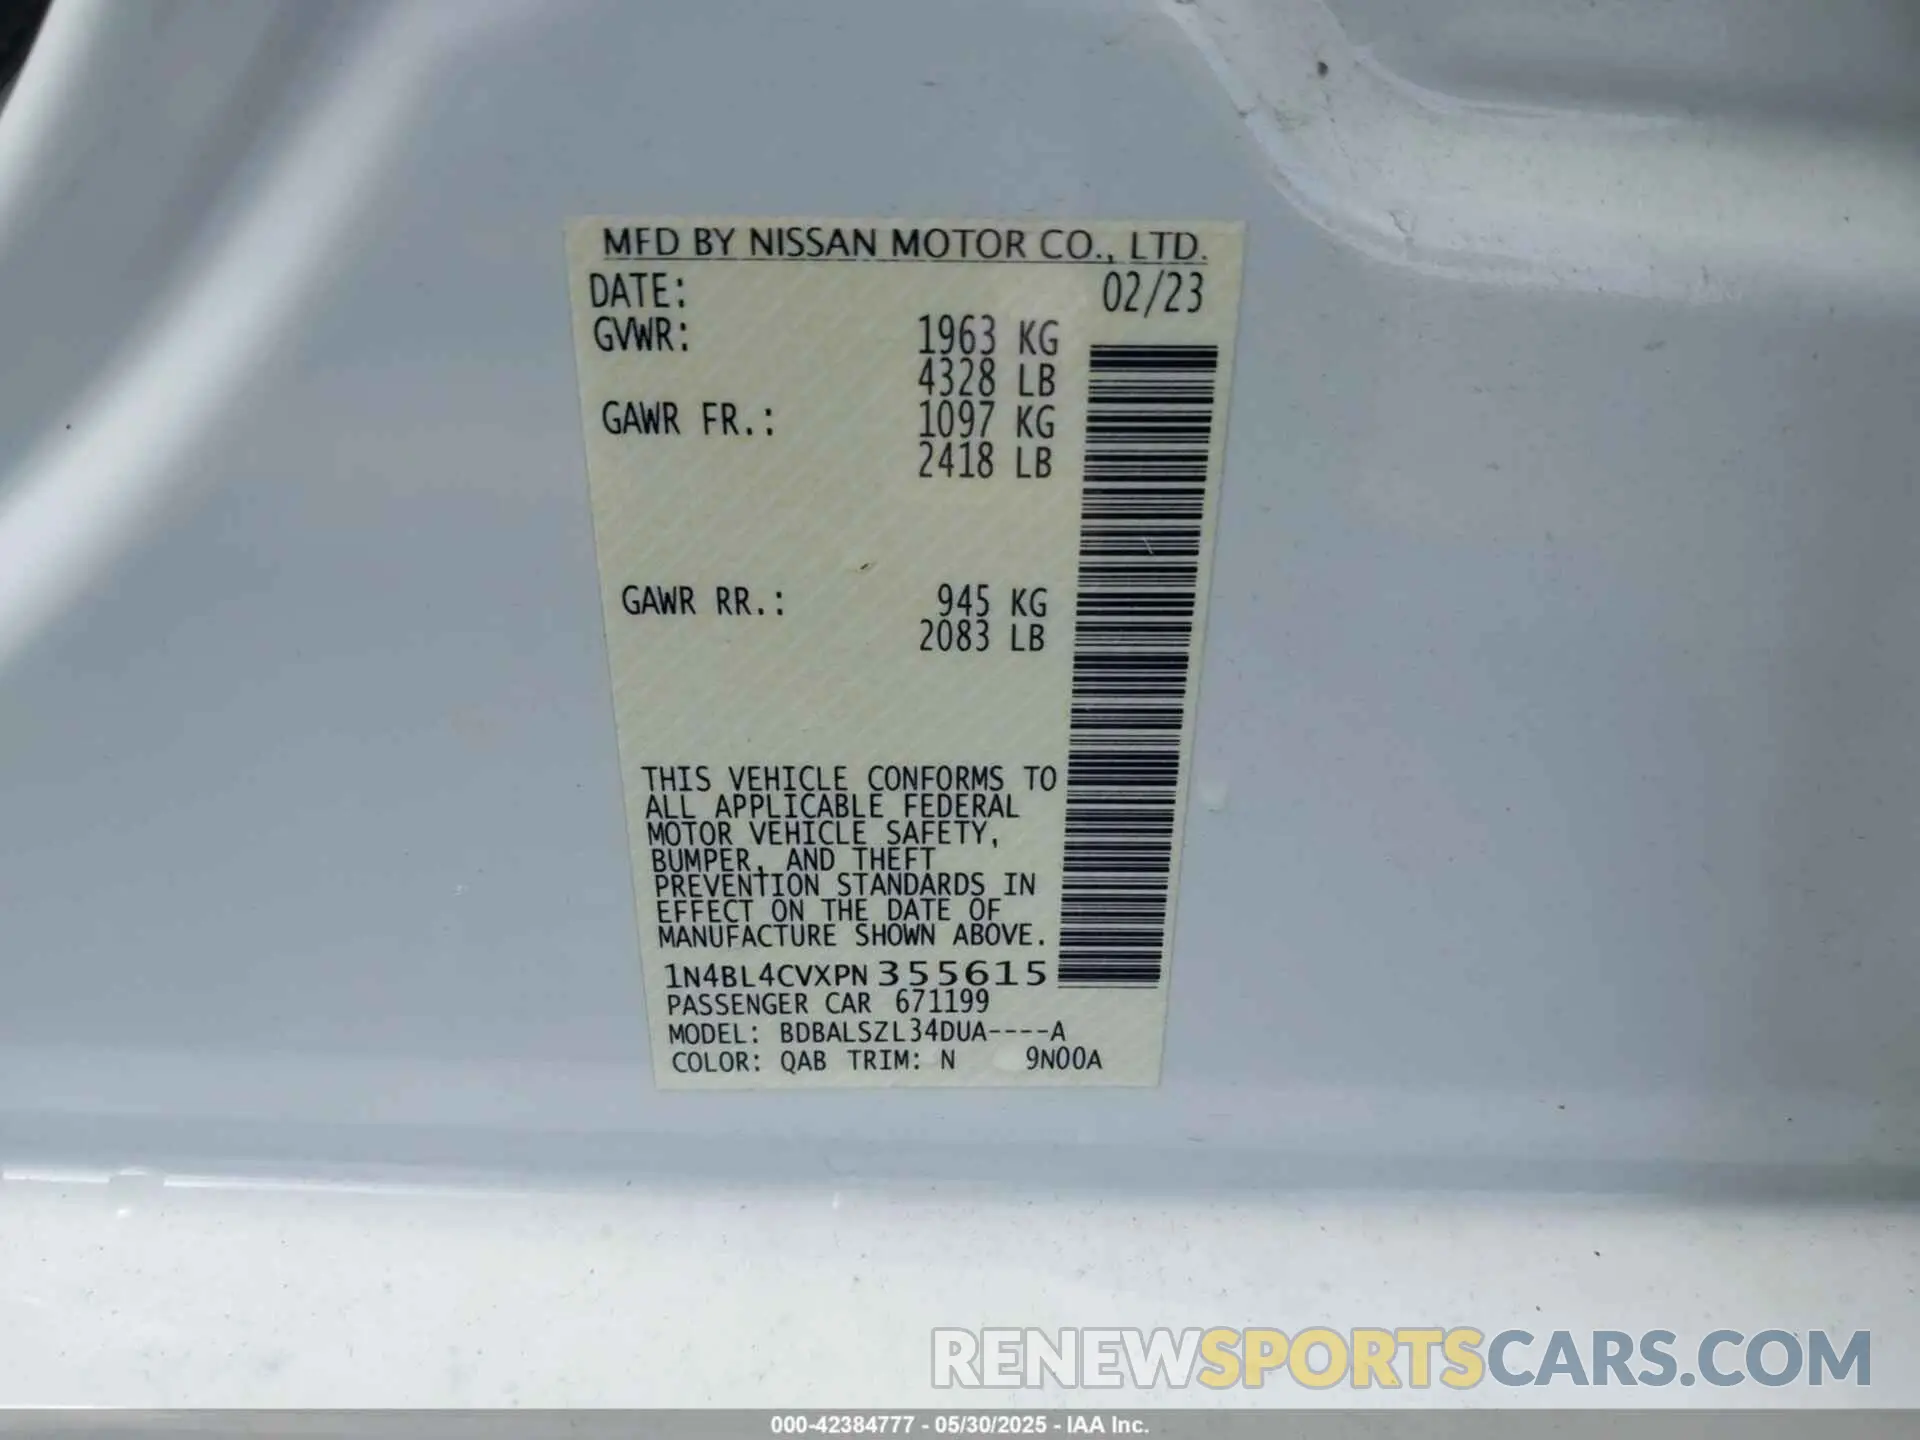 MFD BY NISSAN MOTOR CO., LTD.
DATE: 02/23
GVWR: 1963 KG
4328 LB
GAWR FR.: 1097 KG
2418 LB
GAWR RR.: 945 KG
2083 LB
THIS VEHICLE CONFORMS TO
ALL APPLICABLE FEDERAL
MOTOR VEHICLE SAFETY,
BUMPER, AND THEFT
PREVENTION STANDARDS IN
EFFECT ON THE DATE OF
MANUFACTURE SHOWN ABOVE.
1N4BL4CVXPN355615
PASSENGER CAR 671199
MODEL: BDBALSZL34DUA----A
COLOR: QAB TRIM: N 9N00A
RENEWSPORTSCARS.COM
000-42384777 - 05/30/2025 - IAA Inc.